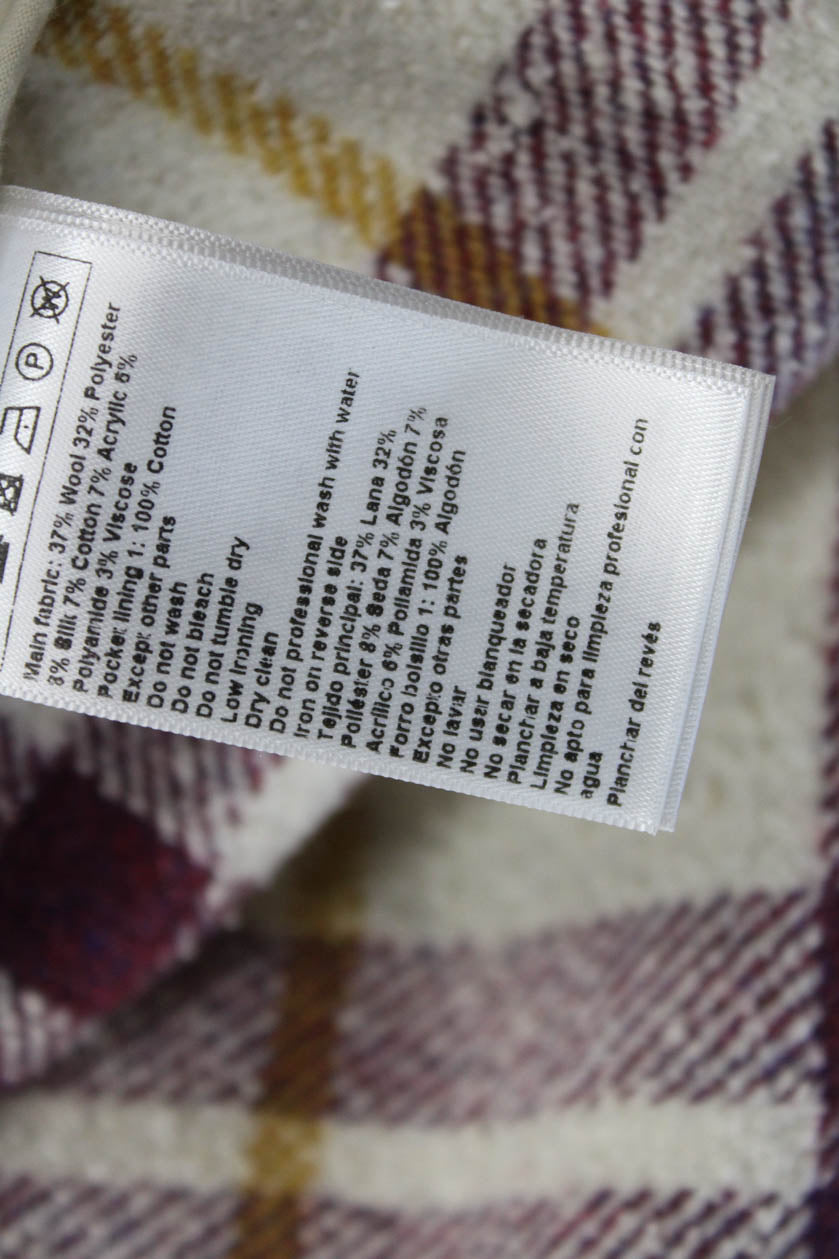 P
Main fabric: 37% Wool 32% Polyester
8% Silk 7% Cotton 7% Acrylic 6%
Polyamide 3% Viscose
Pocket lining 1: 100% Cotton
Except other parts
Do not wash
Do not bleach
Do not tumble dry
Low ironing
Dry clean
Do not professional wash with water
Iron on reverse side
Tejido principal: 37% Lana 32%
Poliéster 8% Seda 7% Algodón 7%
Acrílico 6% Poliamida 3% Viscosa
Forro bolsillo 1: 100% Algodón
Excepto otras partes
No lavar
No usar blanqueador
No secar en la secadora
Planchar a baja temperatura
Limpieza en seco
No apto para limpieza profesional con
agua
Planchar del revés